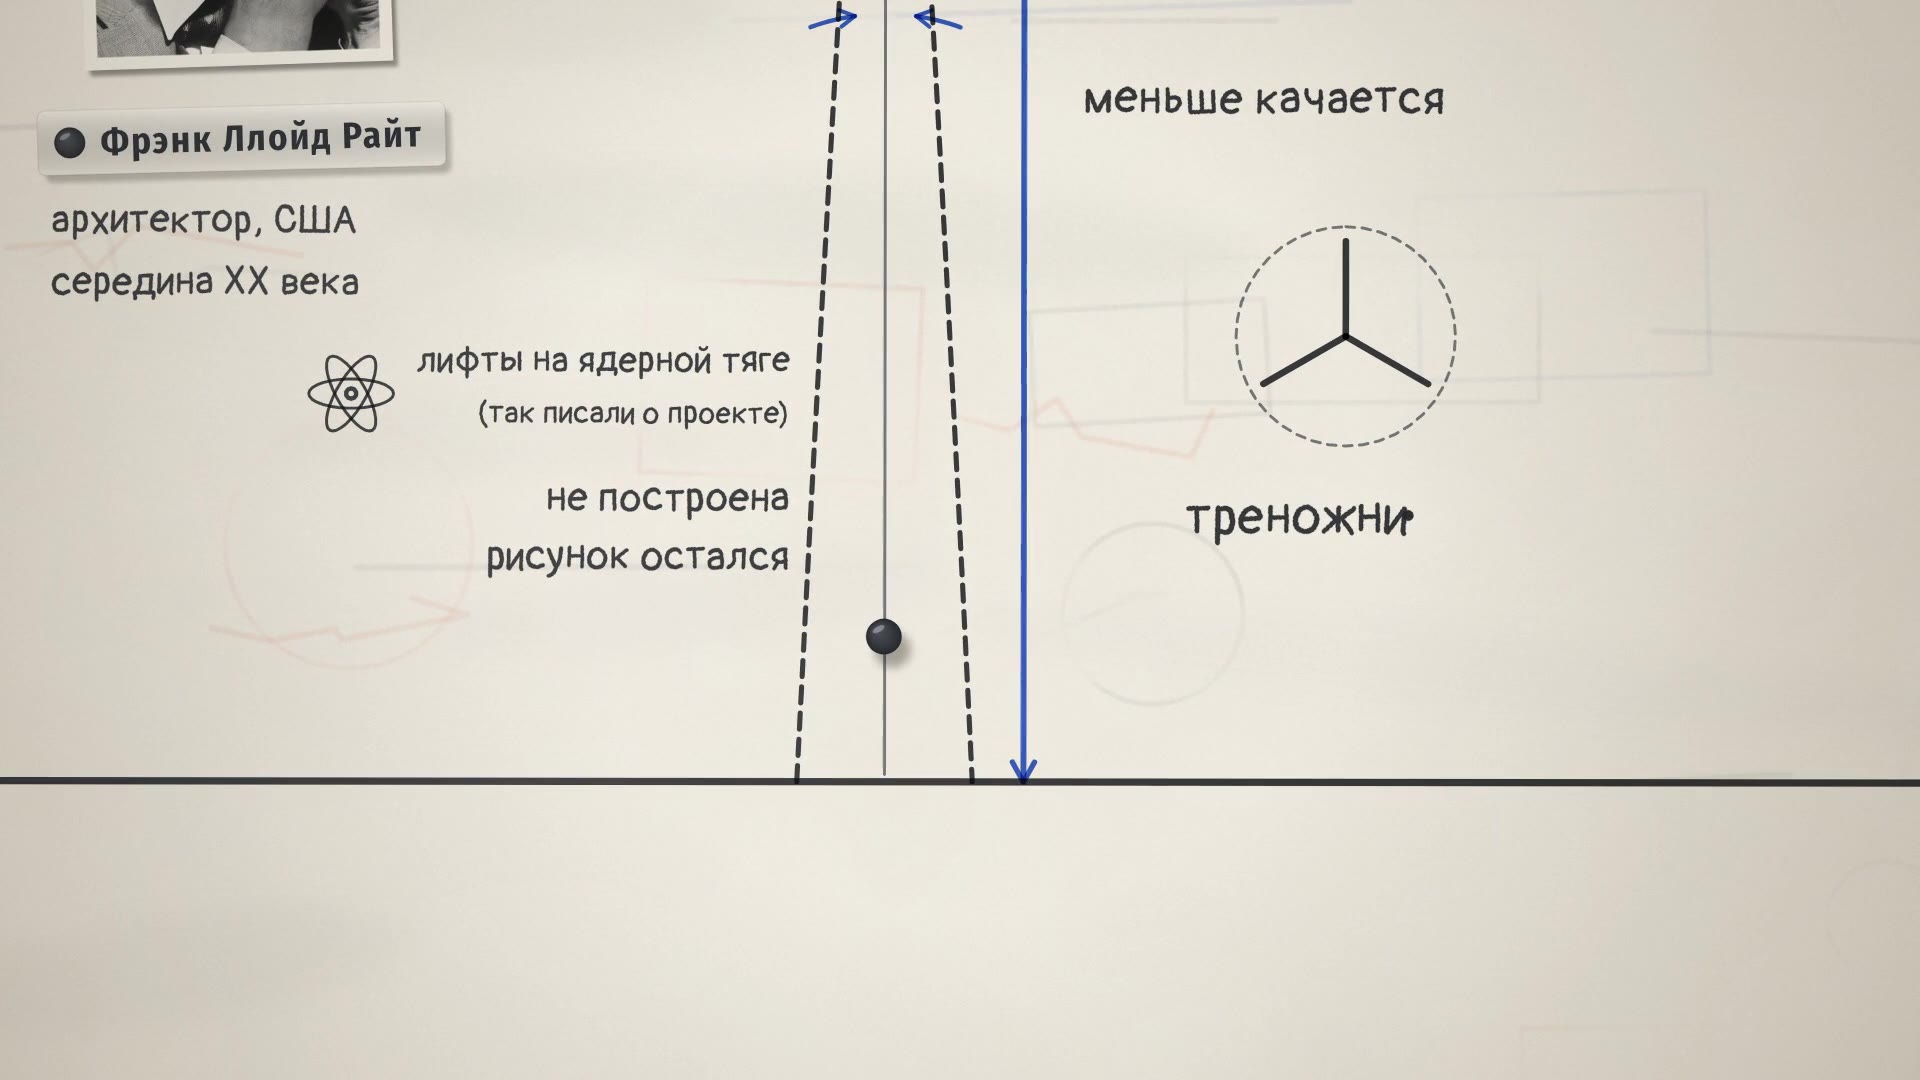 Фрэнк Ллойд Райт
архитектор, США
середина XX века
лифты на ядерной тяге
(так писали о проекте)
не построена
рисунок остался
меньше качается
треножни